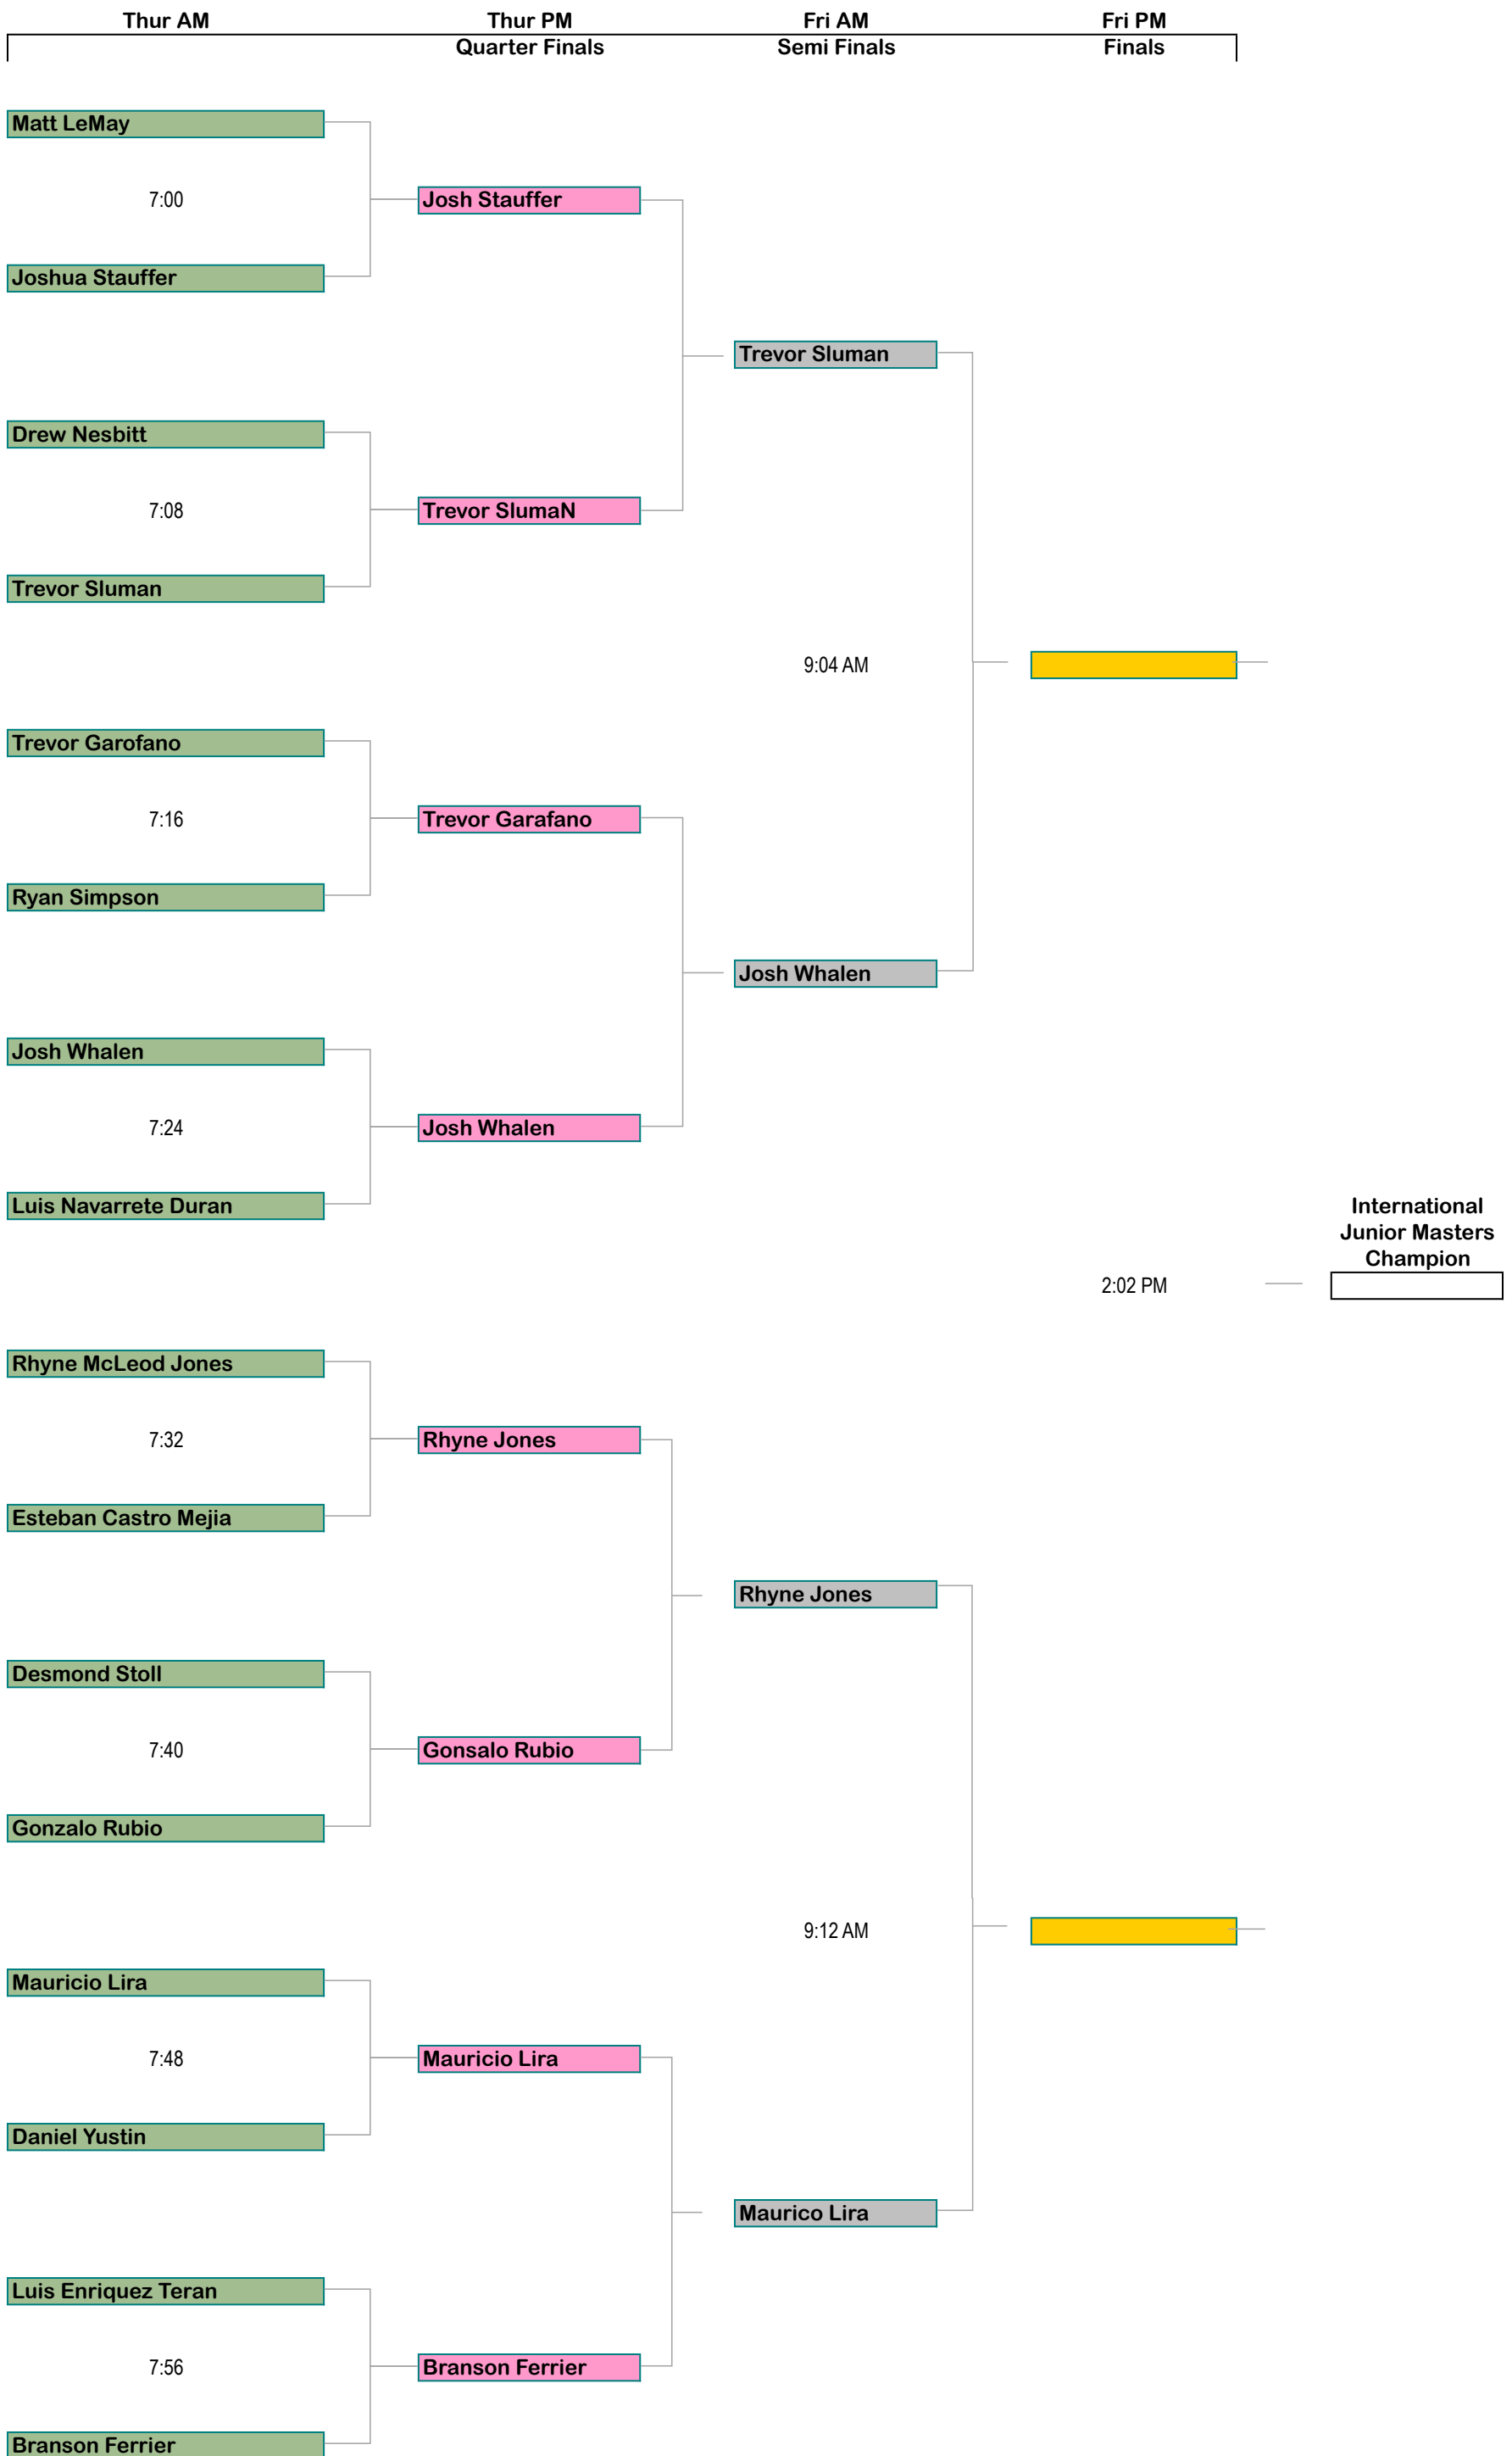 Thur AM
Thur PM
Fri AM
Fri PM
Quarter Finals
Semi Finals
Finals
Matt LeMay
7:00
Josh Stauffer
Joshua Stauffer
Trevor Sluman
Drew Nesbitt
7:08
Trevor SlumaN
Trevor Sluman
9:04 AM
Trevor Garofano
7:16
Trevor Garafano
Ryan Simpson
Josh Whalen
Josh Whalen
7:24
Josh Whalen
Luis Navarrete Duran
International
Junior Masters
Champion
2:02 PM
Rhyne McLeod Jones
7:32
Rhyne Jones
Esteban Castro Mejia
Rhyne Jones
Desmond Stoll
7:40
Gonsalo Rubio
Gonzalo Rubio
9:12 AM
Mauricio Lira
7:48
Mauricio Lira
Daniel Yustin
Maurico Lira
Luis Enriquez Teran
7:56
Branson Ferrier
Branson Ferrier